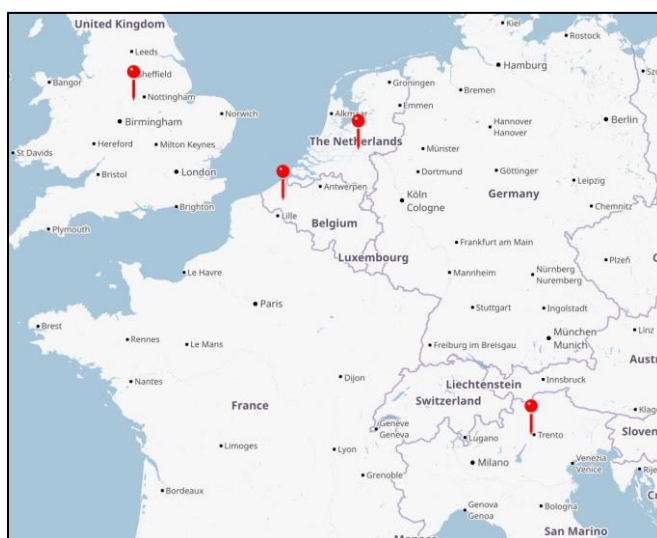 United Kingdom
Kiel
Rostock
Leeds
Hamburg
Bangor
Sheffield
Groningen
Bremen
Nottingham
Norwich
Alkmaar
Emmen
Birmingham
Hannover
Hanover
Berlin
St Davids
Hereford
Milton Keynes
The Netherlands
Münster
Bristol
London
Dortmund
Göttinger
Leipzig
Antwerpen
Köln
Cologne
Germany
Brighton
Chemnitz
Plymouth
Lille
Belgium
Frankfurt am Main
Luxembourg
Plzeň
Le Havre
Mannheim
Nürnberg
Nuremberg
Paris
Stuttgart
Ingolstadt
Brest
Rennes
Le Mans
Freiburg im Breisgau
München
Munich
Linz
Nantes
Dijon
Liechtenstein
Innsbruck
Switzerland
France
Genève
Geneva
Lugano
Trento
Limoges
Lyon
Milano
Venezia
Venice
Grenoble
Bordeaux
Genova
Genoa
Bologna
San Marino